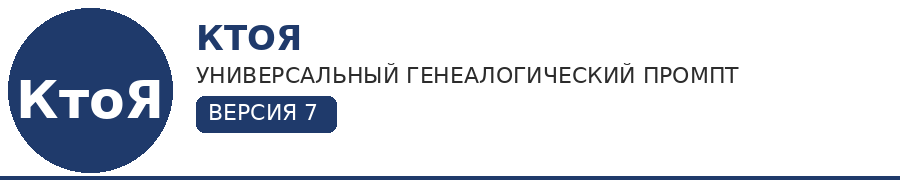 КтоЯ
КТОЯ
УНИВЕРСАЛЬНЫЙ ГЕНЕАЛОГИЧЕСКИЙ ПРОМПТ
ВЕРСИЯ 7